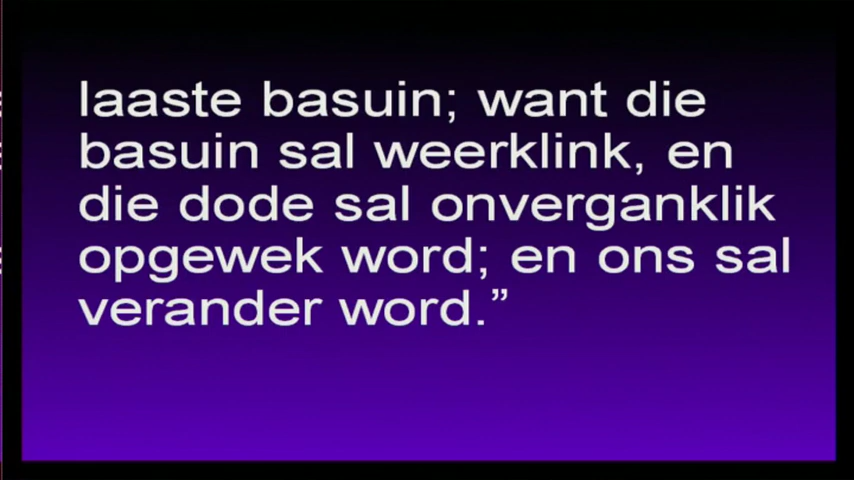 laaste basuin; want die
basuin sal weerklink, en
die dode sal onverganklik
opgewek word; en ons sal
verander word.”